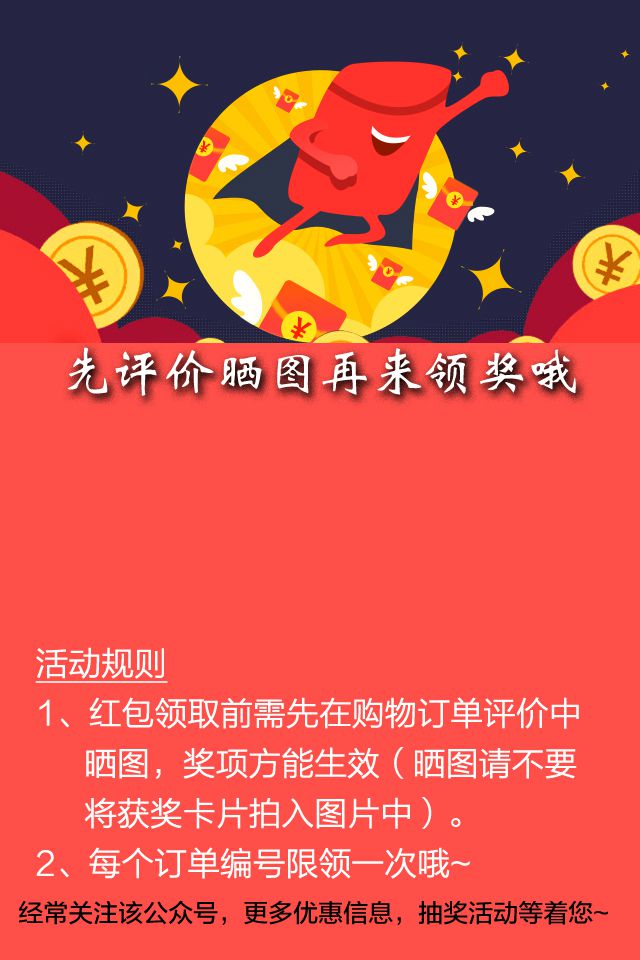 先评价晒图再来领奖哦
活动规则
1、红包领取前需先在购物订单评价中
晒图，奖项方能生效（晒图请不要
将获奖卡片拍入图片中）。
2、每个订单编号限领一次哦~
经常关注该公众号，更多优惠信息，抽奖活动等着您~